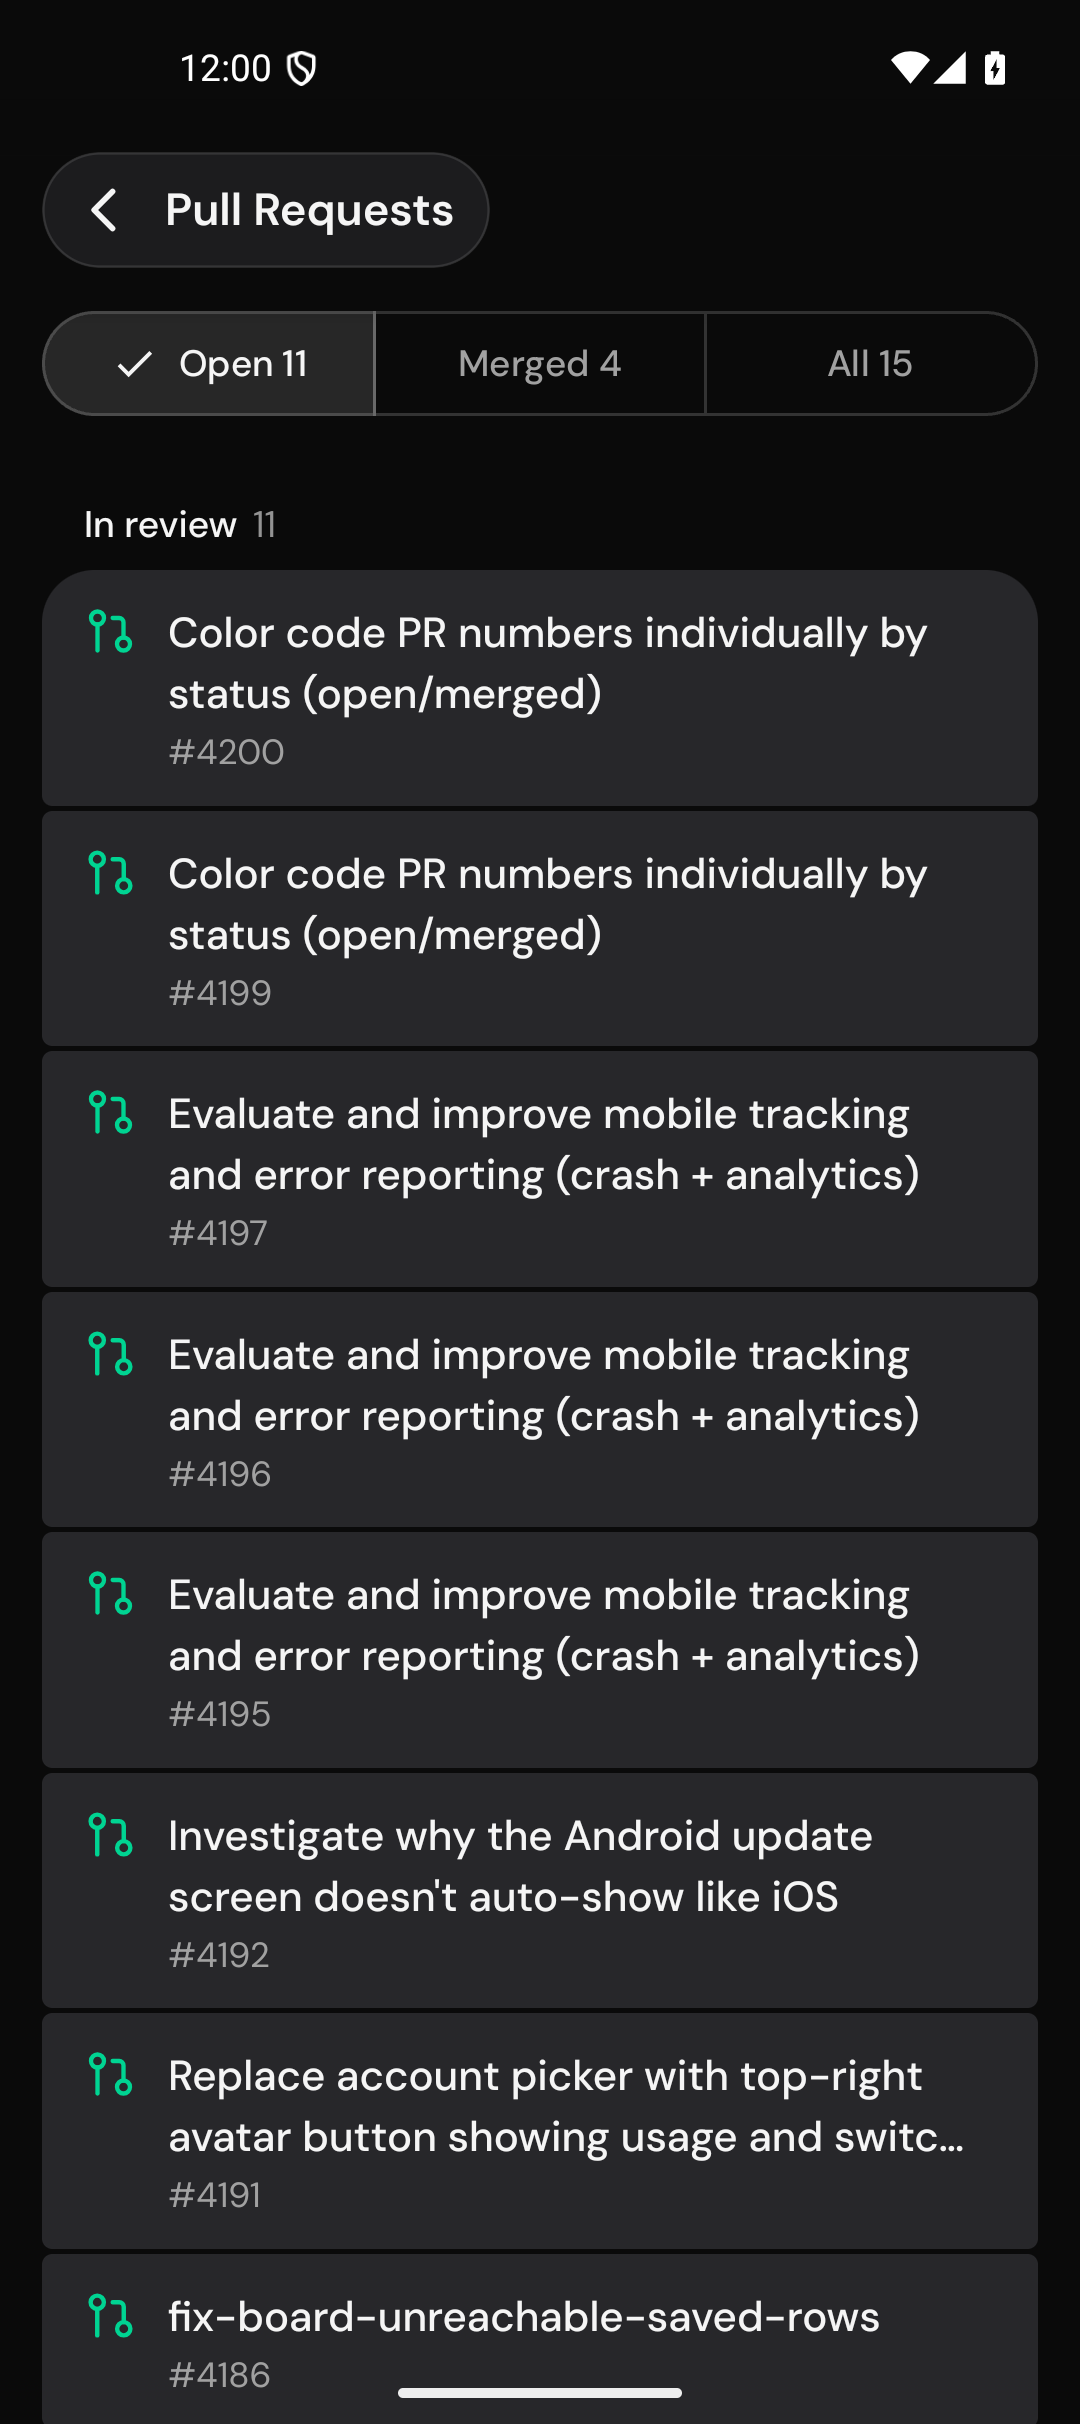 12:00
Pull Requests
Open 11
Merged 4
All 15
In review 11
Color code PR numbers individually by
status (open/merged)
#4200
Color code PR numbers individually by
status (open/merged)
#4199
Evaluate and improve mobile tracking
and error reporting (crash + analytics)
#4197
Evaluate and improve mobile tracking
and error reporting (crash + analytics)
#4196
Evaluate and improve mobile tracking
and error reporting (crash + analytics)
#4195
Investigate why the Android update
screen doesn't auto-show like iOS
#4192
Replace account picker with top-right
avatar button showing usage and switc...
#4191
fix-board-unreachable-saved-rows
#4186